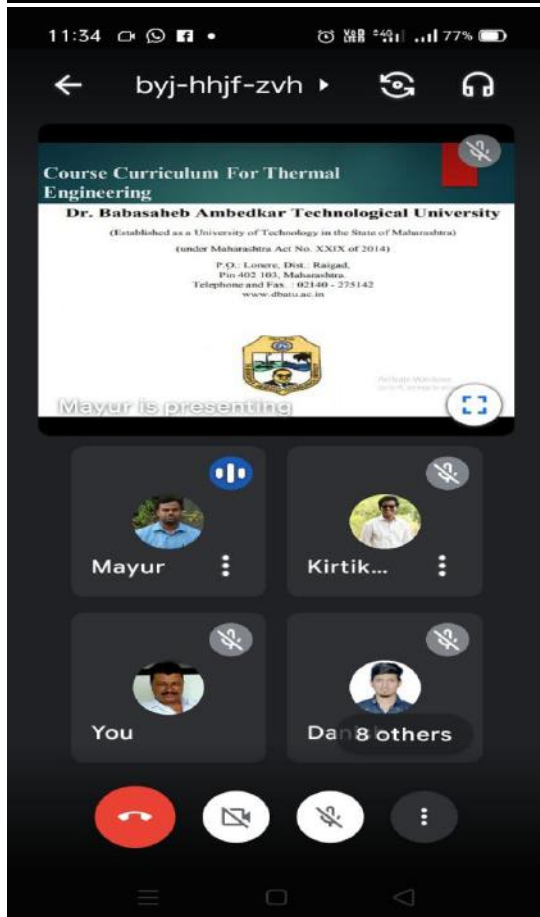 11:34
77%
byj-hhjf-zvh
Course Curriculum For Thermal
Engineering
Dr. Babasaheb Ambedkar Technological University
(Established as a University of Technology in the State of Maharashtra)
(under Maharashtra Act No. XXIX of 2014)
P.O.: Lonere, Dist.: Raigad,
Pin 402 103, Maharashtra.
Telephone and Fax. : 02140 - 275142
www.dbatu.ac.in
Activate Windows
Mayur is presenting
Mayur
Kirtik...
You
Dan
8 others